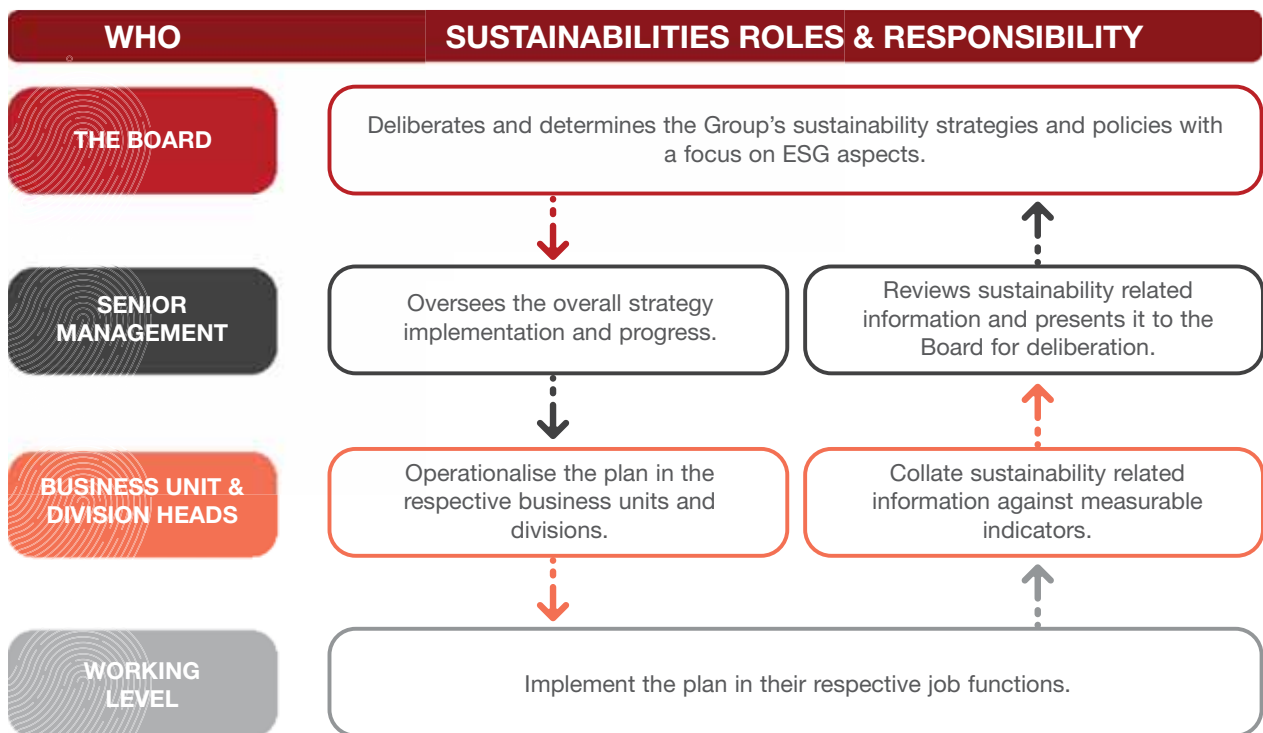 WHO
SUSTAINABILITIES ROLES & RESPONSIBILITY
THE BOARD
Deliberates and determines the Group's sustainability strategies and policies with
a focus on ESG aspects.
SENIOR
MANAGEMENT
Oversees the overall strategy
implementation and progress.
Reviews sustainability related
information and presents it to the
Board for deliberation.
BUSINESS UNIT &
DIVISION HEADS
Operationalise the plan in the
respective business units and
divisions.
Collate sustainability related
information against measurable
indicators.
WORKING
LEVEL
Implement the plan in their respective job functions.